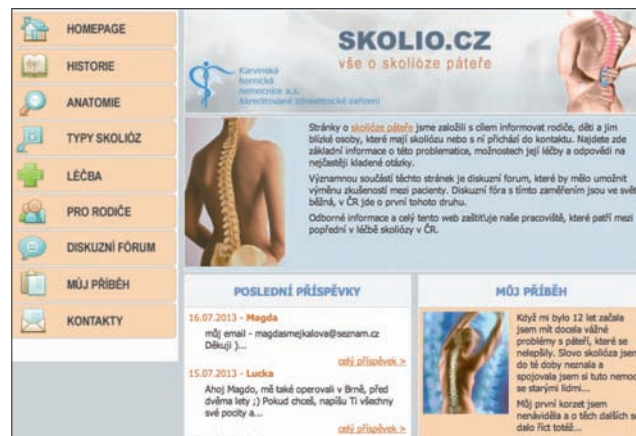 HOMEPAGE
HISTORIE
ANATOMIE
TYPY SKOLIÓZ
LÉČBA
PRO RODIČE
DISKUZNÍ FÓRUM
MŮJ PŘÍBĚH
KONTAKTY
SKOLIO.CZ
vše o skolióze páteře
Karvinská
hornická
nemocnice a.s.
Akreditované zdravotnické zařízení
Stránky o skolióze páteře jsme založili s cílem informovat rodiče, děti a jim
blízké osoby, které mají skoliózu nebo s ní přichází do kontaktu. Najdete zde
základní informace o této problematice, možnostech její léčby a odpovědi na
nejčastěji kladené otázky.
Významnou součástí těchto stránek je diskuzní forum, které by mělo umožnit
výměnu zkušeností mezi pacienty. Diskuzní fóra s tímto zaměřením jsou ve svět
běžná, v ČR jde o první tohoto druhu.
Odborné informace a celý tento web zaštiťuje naše pracoviště, které patří mezi
popřední v léčbě skoliózy v ČR.
POSLEDNÍ PŘÍSPĚVKY
16.07.2013 - Magda
můj email - magdasmejkalova@seznam.cz
Děkuji )...
celý příspěvek >
15.07.2013 - Lucka
Ahoj Magdo, mě také operovali v Brně, před
dvěma lety ;) Pokud chceš, napíšu Ti všechny
své pocity a...
celý příspěvek >
MŮJ PŘÍBĚH
Když mi bylo 12 let začala
jsem mít docela vážné
problémy s páteří, které se
nelepšily. Slovo skolióza jsem
do té doby neznala a
spojovala jsem si tuto nemoc
se starými lidmi...
Můj první korzet jsem
nenáviděla a o těch dalších se
dalo říct totéž...